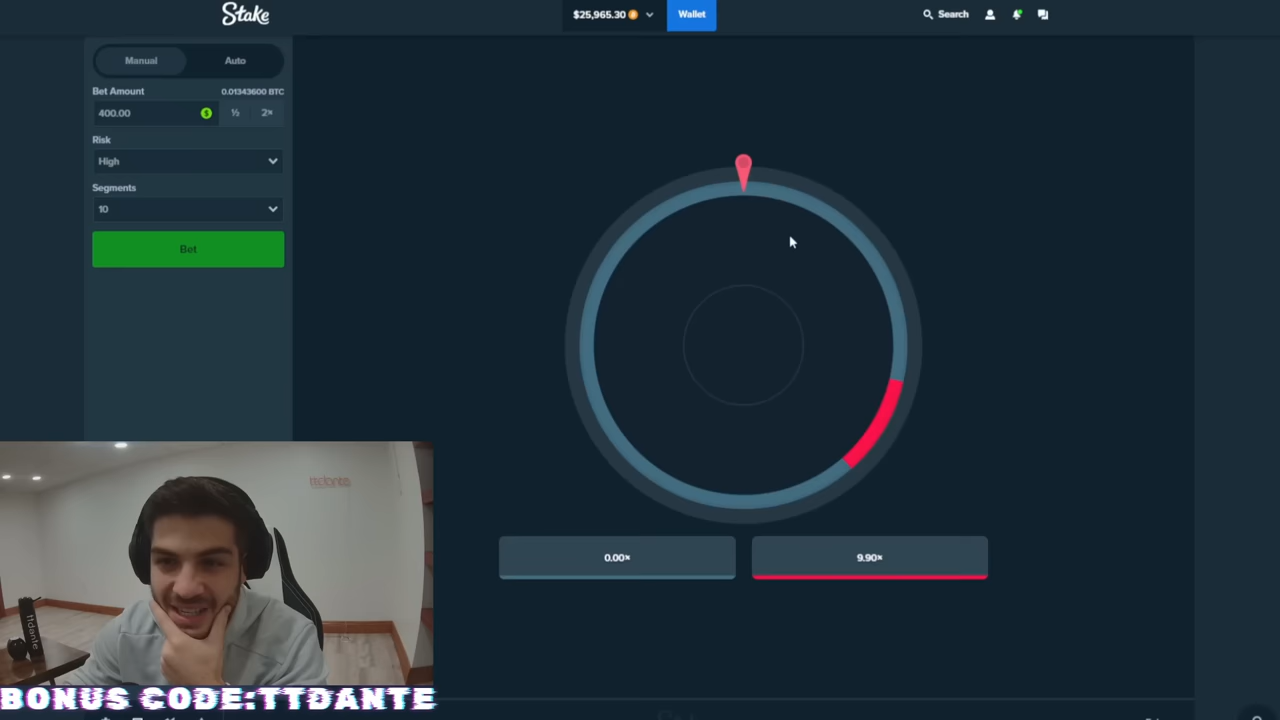 Stake
$25,965.30
Wallet
Search
Manual
Auto
Bet Amount
0.01343600 BTC
400.00
½
2×
Risk
High
Segments
10
Bet
0.00×
9.90×
ttdante
BONUS CODE:TTDANTE